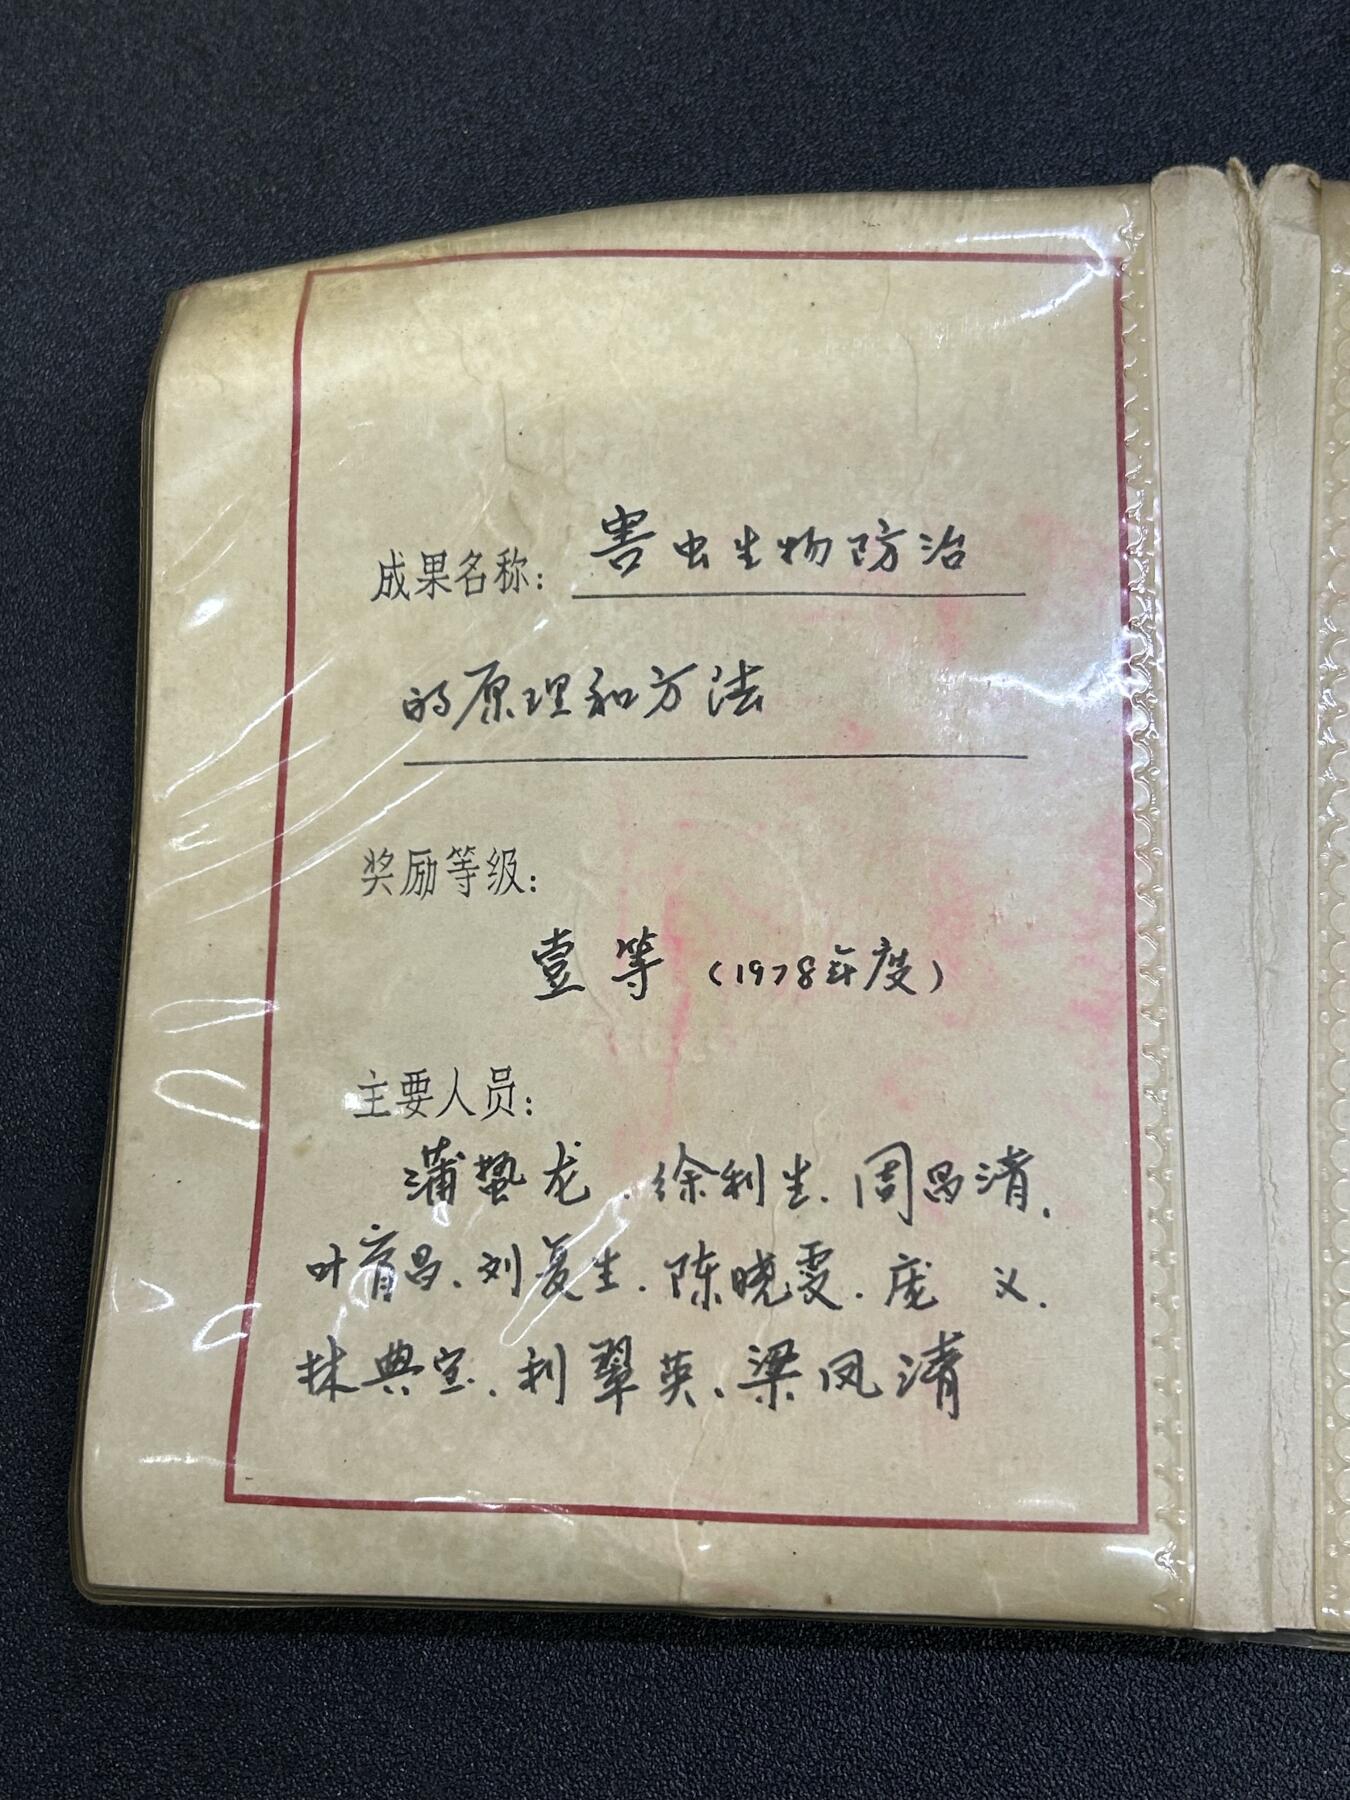 成果名称：害虫生物防治
的原理和方法
奖励等级：
壹等（1978年度）
主要人员：
蒲蛰龙、徐利生、周昌清、
叶育昌、刘复生、陈晓雯、庞义、
林典宝、利翠英、梁凤清